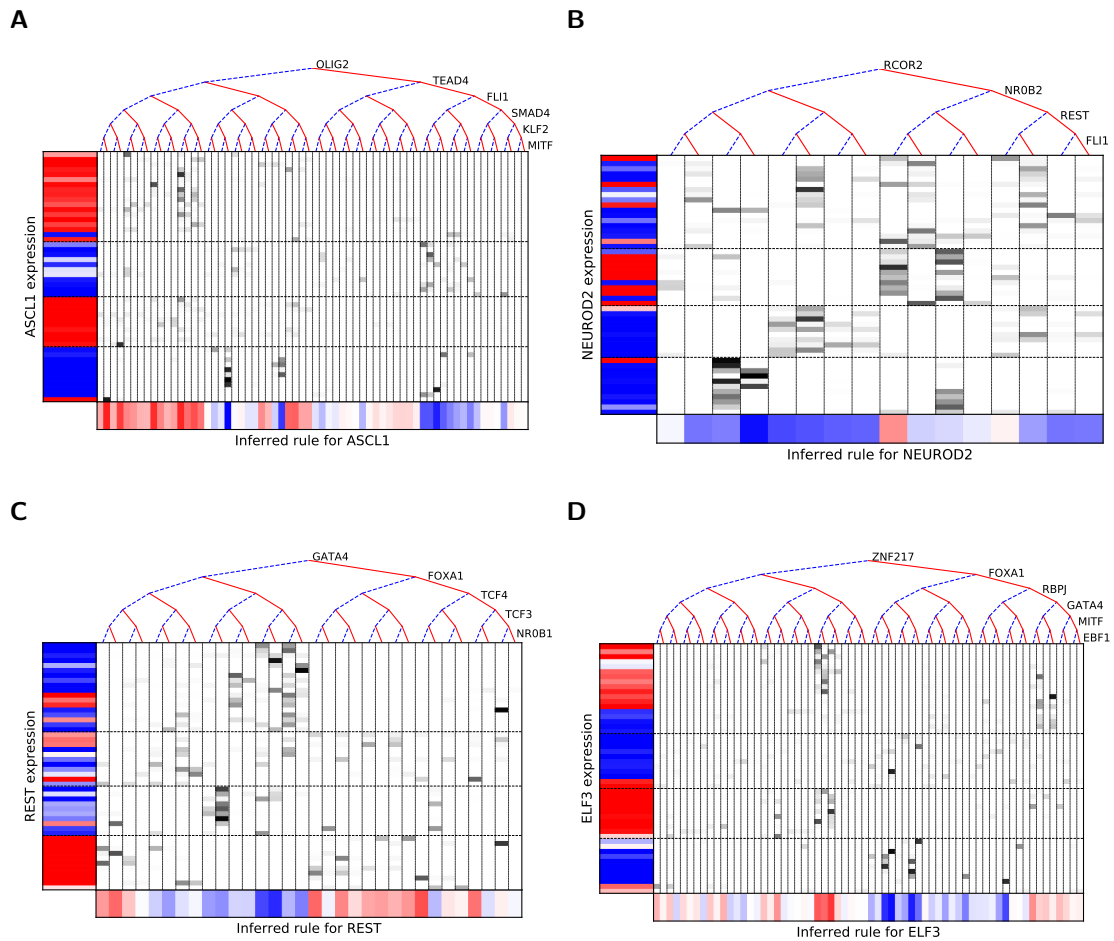 A
OLIG2
TEAD4
FLI1
SMAD4
KLF2
MITF
ASCL1 expression
Inferred rule for ASCL1
B
RCOR2
NR0B2
REST
FLI1
NEUROD2 expression
Inferred rule for NEUROD2
C
GATA4
FOXA1
TCF4
TCF3
NR0B1
REST expression
Inferred rule for REST
D
ZNF217
FOXA1
RBPJ
GATA4
MITF
EBF1
ELF3 expression
Inferred rule for ELF3